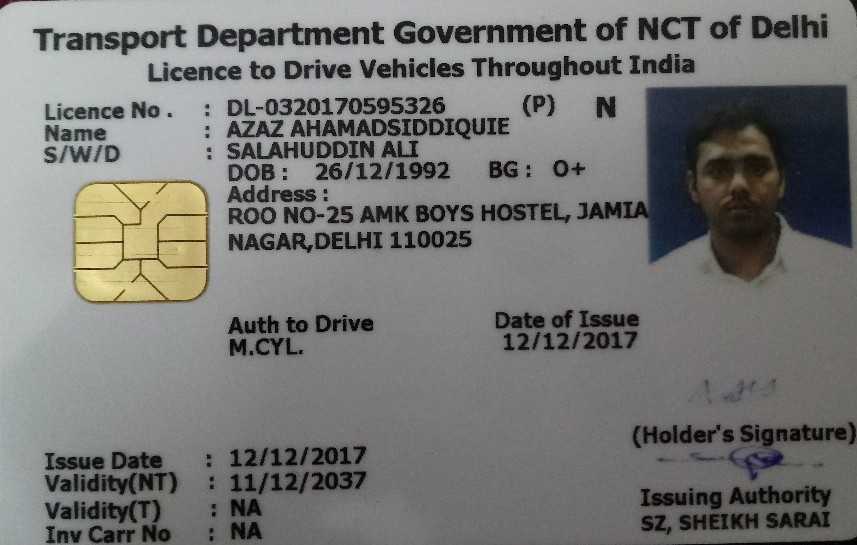 Transport Department Government of NCT of Delhi
Licence to Drive Vehicles Throughout India
Licence No . : DL-0320170595326 (P) N
Name : AZAZ AHAMADSIDDIQUIE
S/W/D : SALAHUDDIN ALI
DOB : 26/12/1992 BG : O+
Address :
ROO NO-25 AMK BOYS HOSTEL, JAMIA
NAGAR,DELHI 110025
Auth to Drive Date of Issue
M.CYL. 12/12/2017
(Holder's Signature)
Issue Date : 12/12/2017
Validity(NT) : 11/12/2037
Validity(T) : NA
Inv Carr No : NA
Issuing Authority
SZ, SHEIKH SARAI